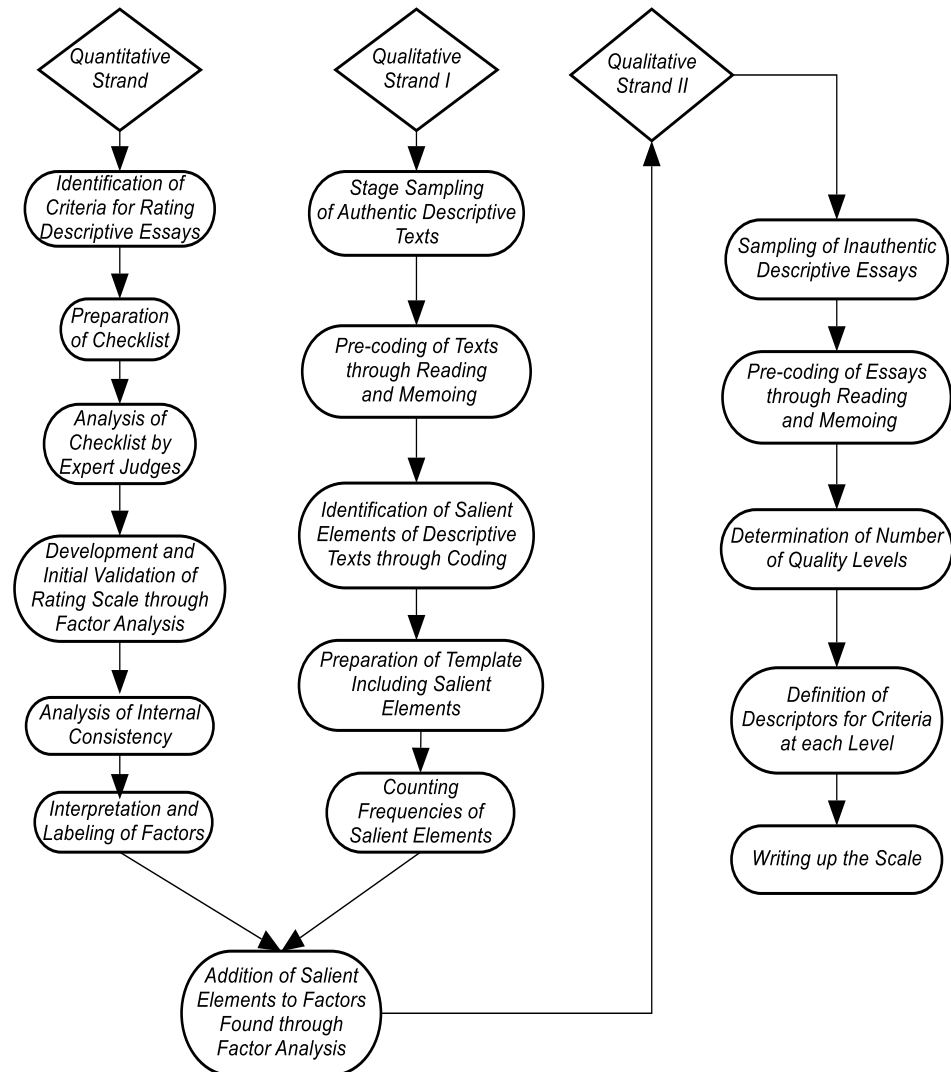 Quantitative
Strand
Identification of
Criteria for Rating
Descriptive Essays
Preparation
of Checklist
Analysis of
Checklist by
Expert Judges
Development and
Initial Validation of
Rating Scale through
Factor Analysis
Analysis of Internal
Consistency
Interpretation and
Labeling of Factors
Qualitative
Strand I
Stage Sampling
of Authentic Descriptive
Texts
Pre-coding of Texts
through Reading
and Memoing
Identification of Salient
Elements of Descriptive
Texts through Coding
Preparation of Template
Including Salient
Elements
Counting
Frequencies of
Salient Elements
Addition of Salient
Elements to Factors
Found through
Factor Analysis
Qualitative
Strand II
Sampling of Inauthentic
Descriptive Essays
Pre-coding of Essays
through Reading
and Memoing
Determination of Number
of Quality Levels
Definition of
Descriptors for Criteria
at each Level
Writing up the Scale